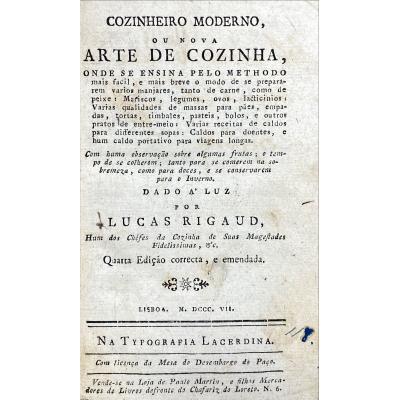 COZINHEIRO MODERNO,
OU NOVA
ARTE DE COZINHA,
ONDE SE ENSINA PELO METHODO
mais facil, e mais breve o modo de se prepara-
rem varios manjares, tanto de carne, como de
peixe: Mariscos, legumes, ovos, lacticinios:
Varias qualidades de massas para pães, empa-
das, tortas, timbales, pasteis, bolos, e outros
pratos de entre-meio: Varias receitas de caldos
para differentes sopas: Caldos para doentes, e
hum caldo portativo para viagens longas.
Com huma observação sobre algumas frutas; o tem-
po de se colherem; tanto para se comerem na so-
bremeza, como para doces, e se conservarem
para o Inverno.
DADO A' LUZ
POR
LUCAS RIGAUD,
Hum dos Chéfes da Cozinha de Suas Magestades
Fidelissimas, &c.
Quarta Edição correcta, e emendada.
LISBOA. M. DCCC. VII.
NA TYPOGRAFIA LACERDINA.
Com licença da Meza do Desembargo do Paço.
Vende-se na Loja de Paulo Martin, e filhos Merca-
dores de Livros defronte do Chafariz do Loreto. N. 6.